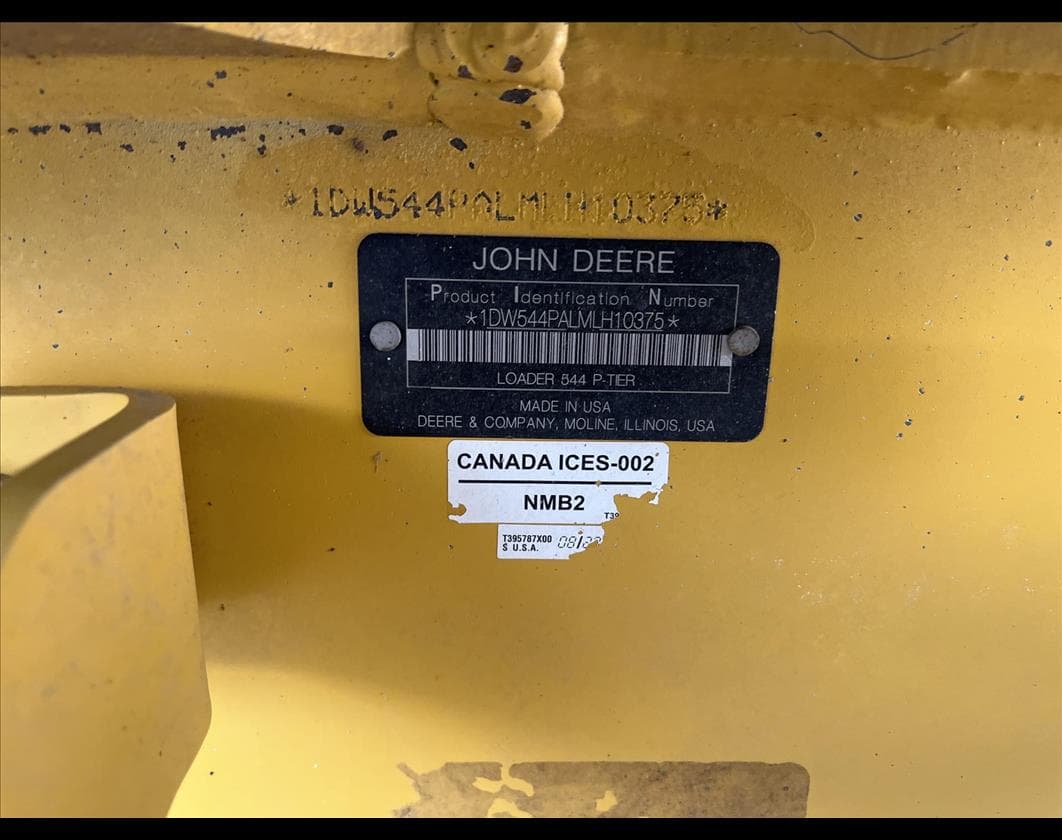 *1DW544PALMLH10375*
JOHN DEERE
Product Identification Number
*1DW544PALMLH10375*
LOADER 544 P-TIER
MADE IN USA
DEERE & COMPANY, MOLINE, ILLINOIS, USA
CANADA ICES-002
NMB2
T39
T395787X00
S U.S.A.